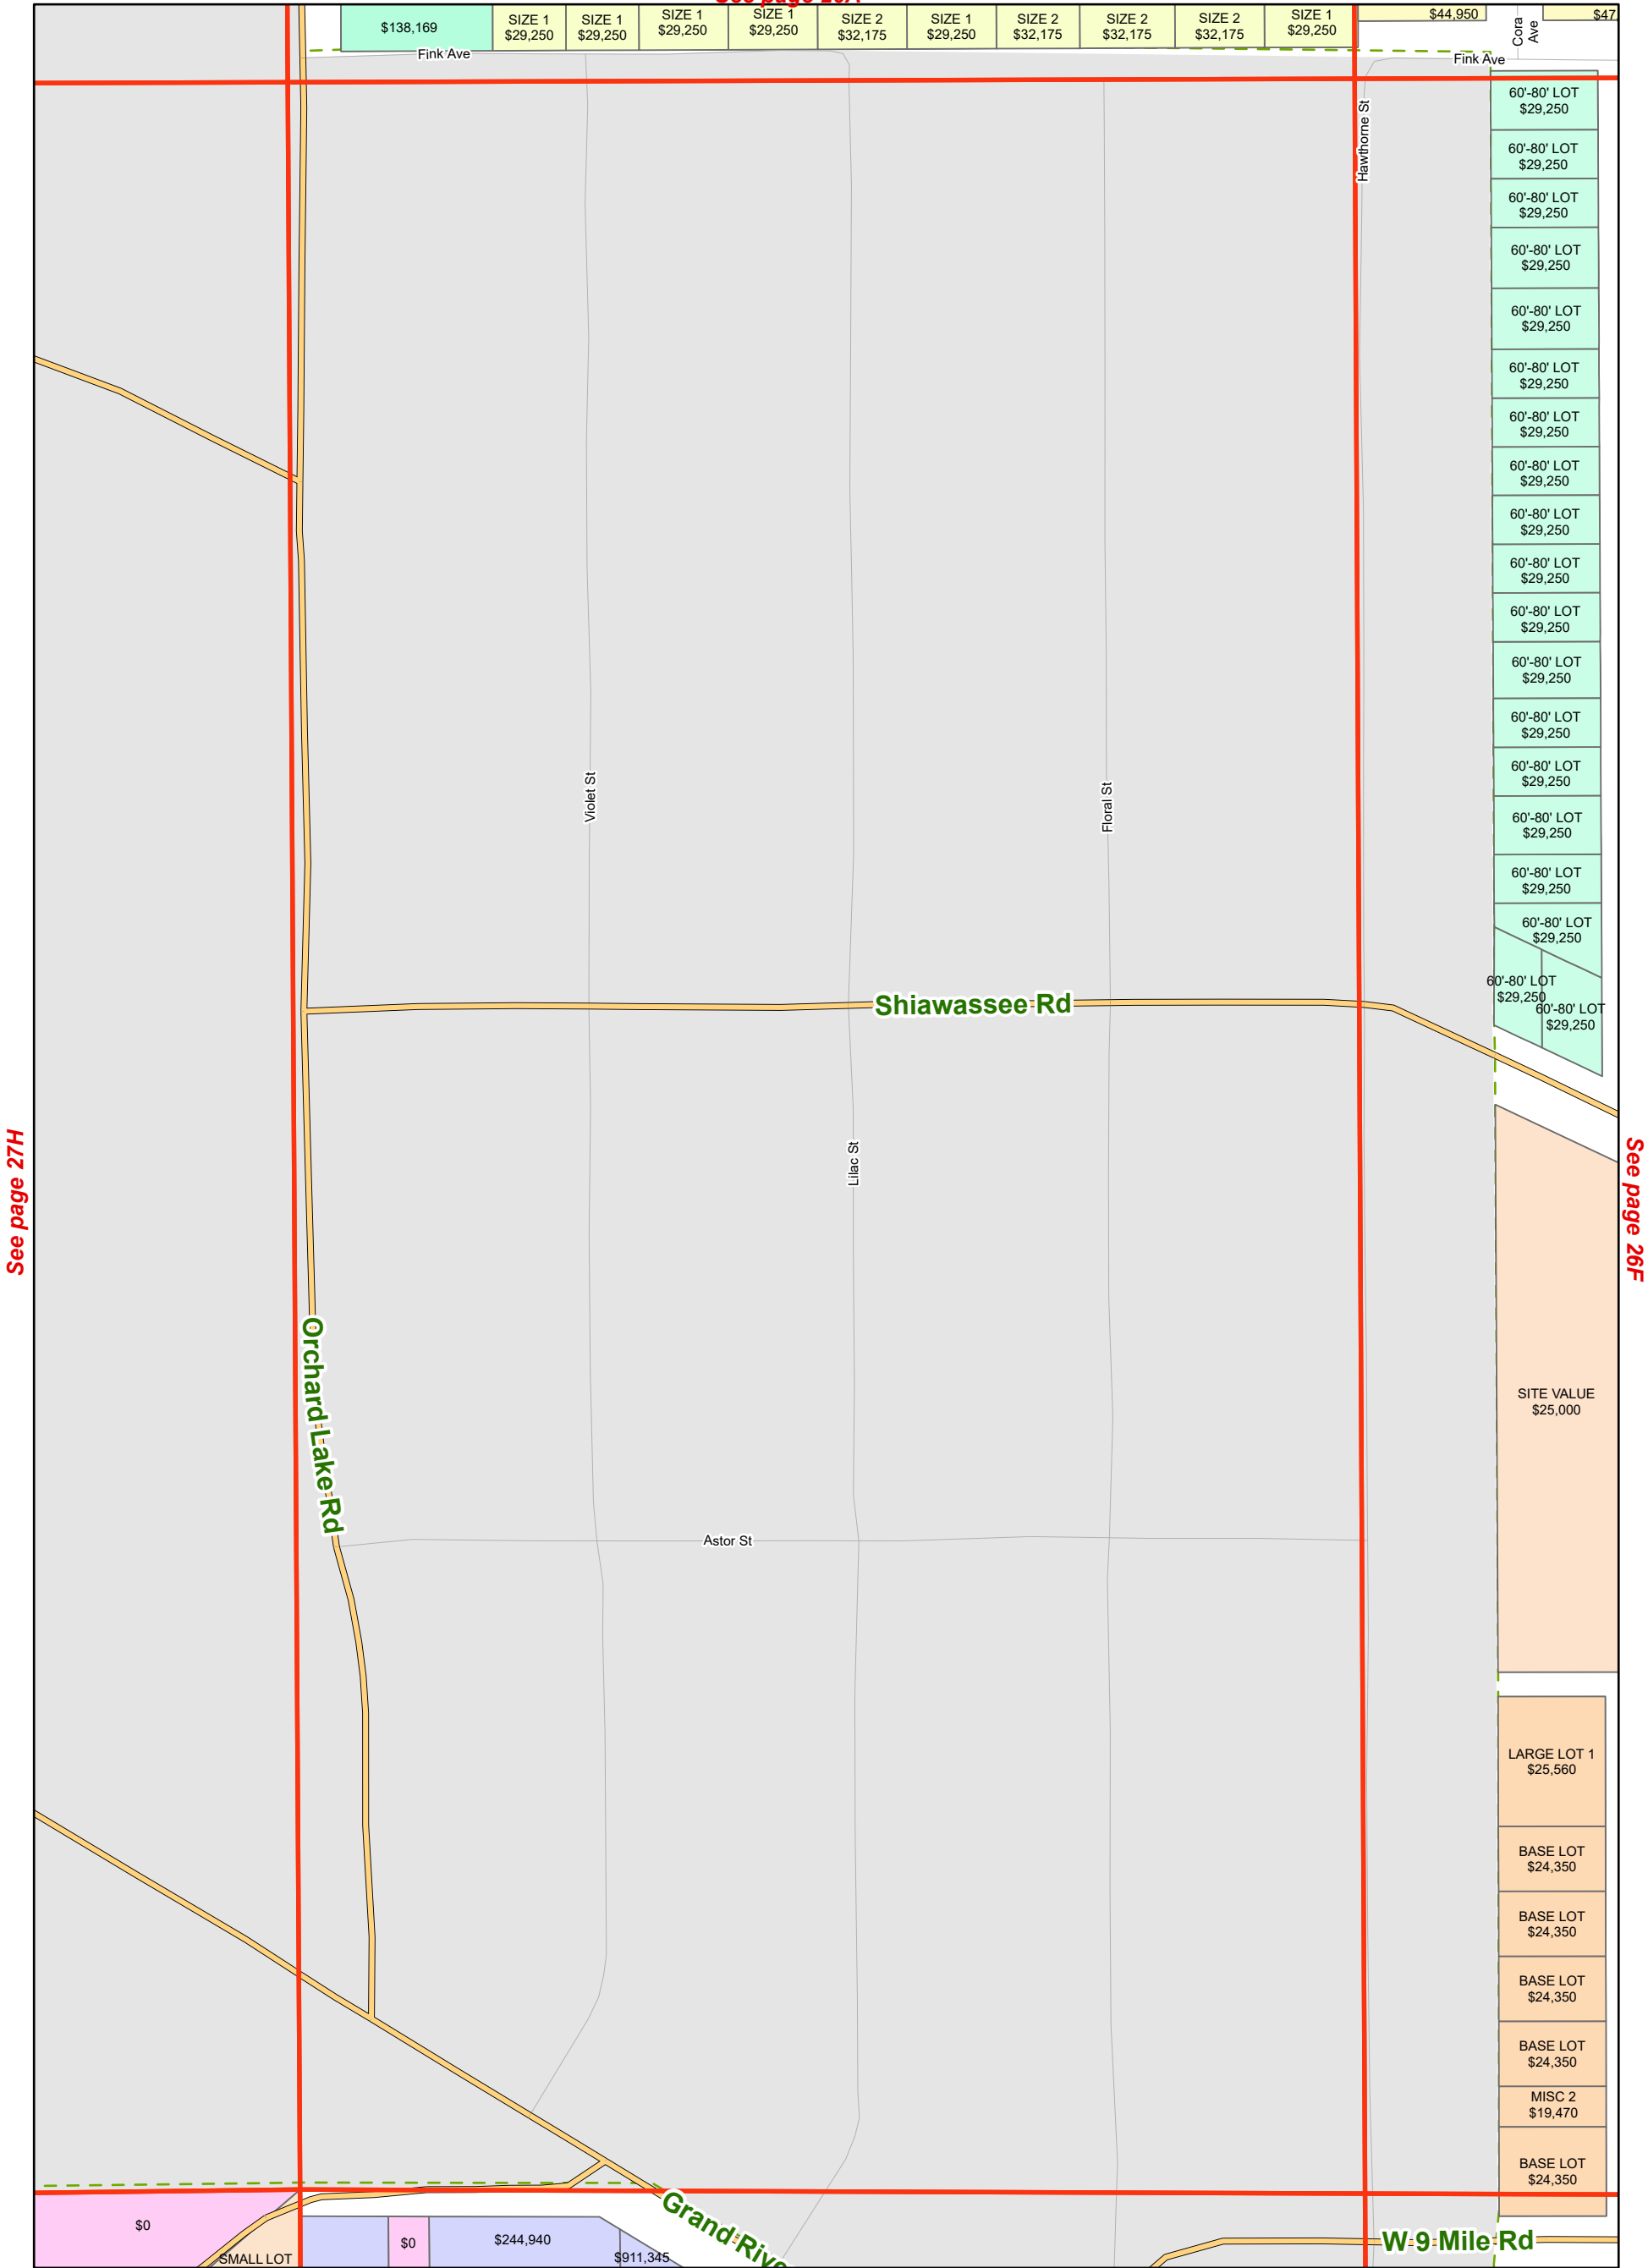 $138,169
SIZE 1
$29,250
SIZE 1
$29,250
SIZE 1
$29,250
SIZE 1
$29,250
SIZE 2
$32,175
SIZE 1
$29,250
SIZE 2
$32,175
SIZE 2
$32,175
SIZE 2
$32,175
SIZE 1
$29,250
$44,950
Cora
Ave
Fink Ave
Fink Ave
Hawthorne St
60'-80' LOT
$29,250
60'-80' LOT
$29,250
60'-80' LOT
$29,250
60'-80' LOT
$29,250
60'-80' LOT
$29,250
60'-80' LOT
$29,250
60'-80' LOT
$29,250
60'-80' LOT
$29,250
60'-80' LOT
$29,250
60'-80' LOT
$29,250
60'-80' LOT
$29,250
60'-80' LOT
$29,250
60'-80' LOT
$29,250
60'-80' LOT
$29,250
60'-80' LOT
$29,250
60'-80' LOT
$29,250
60'-80' LOT
$29,250
60'-80' LOT
$29,250
60'-80' LOT
$29,250
Violet St
Floral St
Shiawassee Rd
Lilac St
See page 27H
See page 26F
Orchard Lake Rd
SITE VALUE
$25,000
Astor St
LARGE LOT 1
$25,560
BASE LOT
$24,350
BASE LOT
$24,350
BASE LOT
$24,350
BASE LOT
$24,350
MISC 2
$19,470
BASE LOT
$24,350
$0
SMALL LOT
$0
$244,940
$911,345
Grand Rive
W 9 Mile Rd